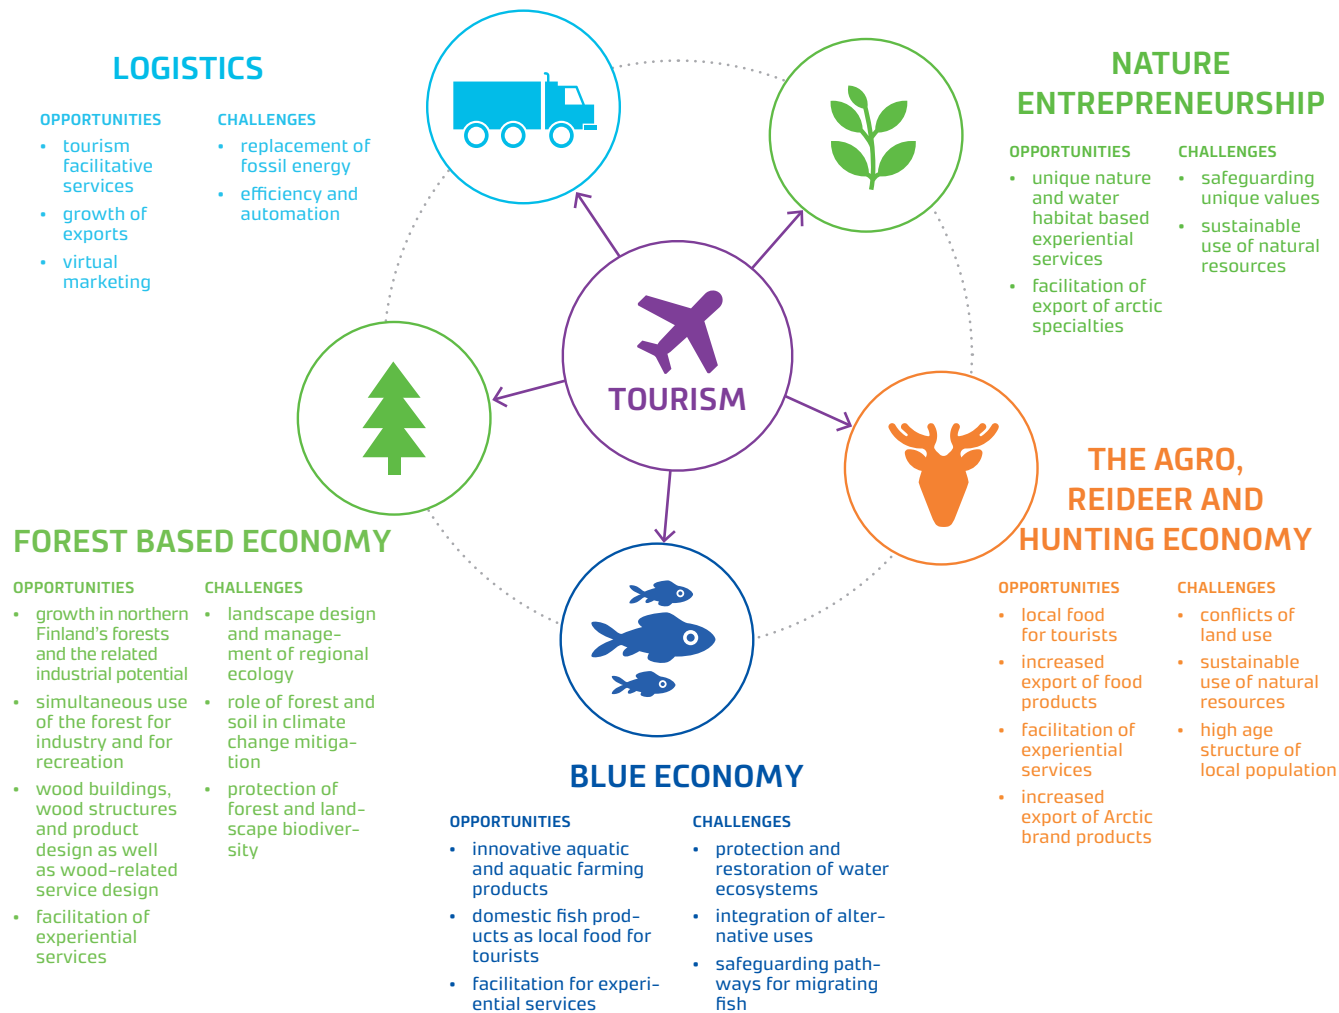 LOGISTICS
OPPORTUNITIES
• tourism
facilitative
services
• growth of
exports
• virtual
marketing
CHALLENGES
• replacement of
fossil energy
• efficiency and
automation
NATURE
ENTREPRENEURSHIP
OPPORTUNITIES
• unique nature
and water
habitat based
experiential
services
• facilitation of
export of arctic
specialties
CHALLENGES
• safeguarding
unique values
• sustainable
use of natural
resources
TOURISM
THE AGRO,
REIDEER AND
HUNTING ECONOMY
OPPORTUNITIES
• local food
for tourists
• increased
export of food
products
• facilitation of
experiential
services
• increased
export of Arctic
brand products
CHALLENGES
• conflicts of
land use
• sustainable
use of natural
resources
• high age
structure of
local population
FOREST BASED ECONOMY
OPPORTUNITIES
• growth in northern
Finland's forests
and the related
industrial potential
• simultaneous use
of the forest for
industry and for
recreation
• wood buildings,
wood structures
and product
design as well
as wood-related
service design
• facilitation of
experiential
services
CHALLENGES
• landscape design
and manage-
ment of regional
ecology
• role of forest and
soil in climate
change mitiga-
tion
• protection of
forest and land-
scape biodiver-
sity
BLUE ECONOMY
OPPORTUNITIES
• innovative aquatic
and aquatic farming
products
• domestic fish prod-
ucts as local food for
tourists
• facilitation for experi-
ential services
CHALLENGES
• protection and
restoration of water
ecosystems
• integration of alter-
native uses
• safeguarding path-
ways for migrating
fish